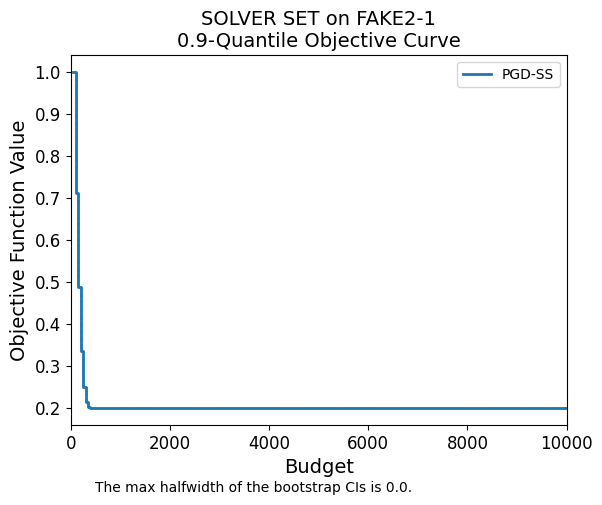 SOLVER SET on FAKE2-1
0.9-Quantile Objective Curve
PGD-SS
Objective Function Value
1.0
0.9
0.8
0.7
0.6
0.5
0.4
0.3
0.2
0 2000 4000 6000 8000 10000
Budget
The max halfwidth of the bootstrap CIs is 0.0.